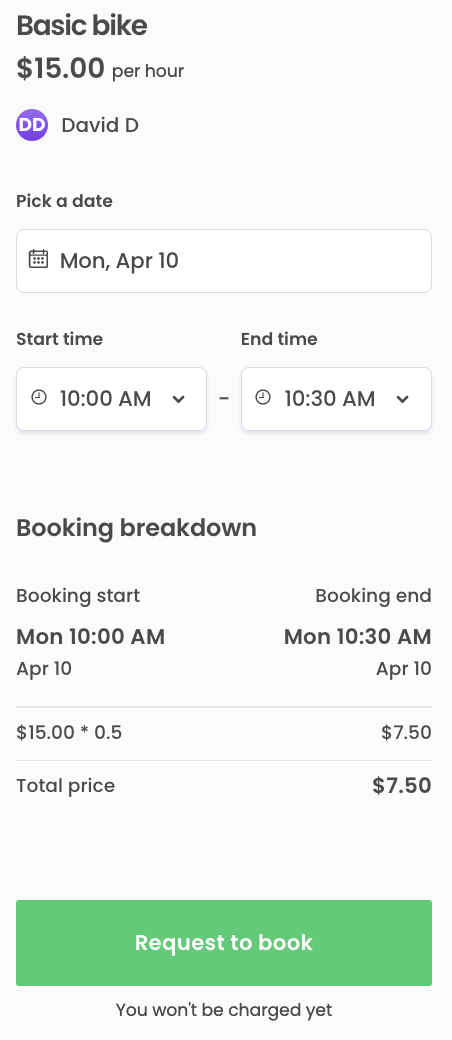 Basic bike
$15.00 per hour
DD David D
Pick a date
Mon, Apr 10
Start time End time
10:00 AM - 10:30 AM
Booking breakdown
Booking start Booking end
Mon 10:00 AM Mon 10:30 AM
Apr 10 Apr 10
$15.00 * 0.5 $7.50
Total price $7.50
Request to book
You won't be charged yet